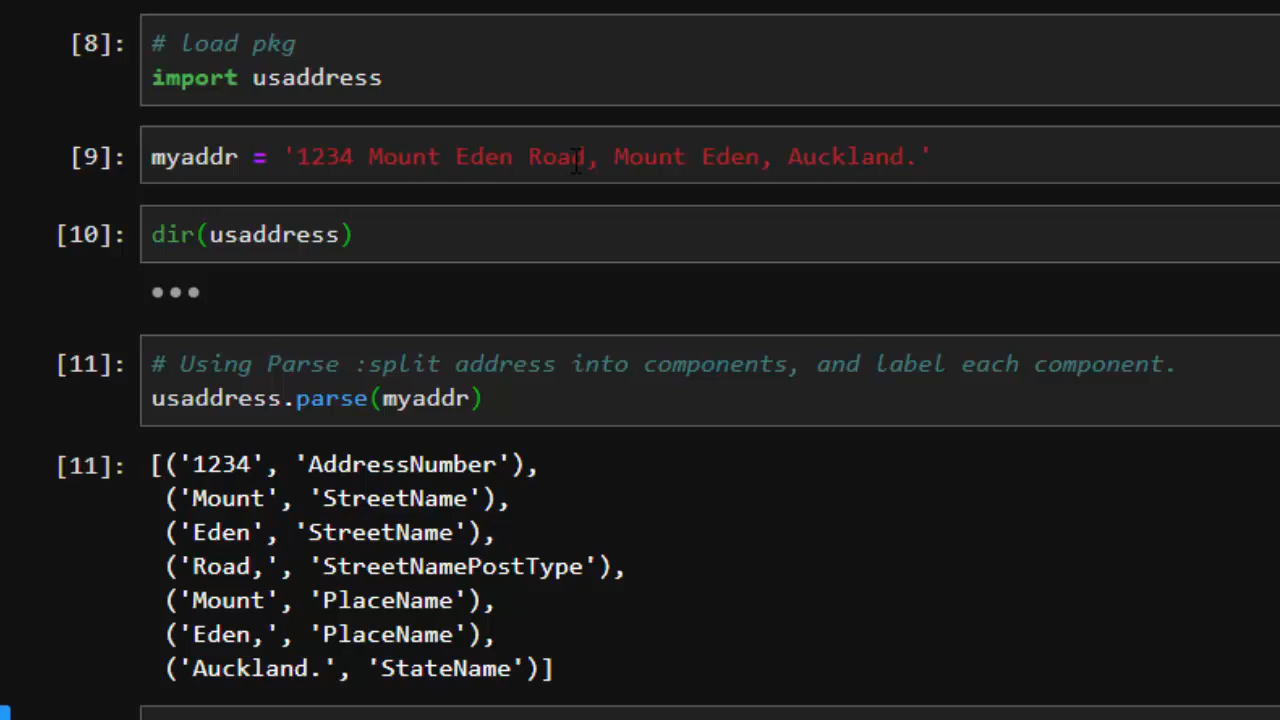 [8]: # load pkg
import usaddress
[9]: myaddr = '1234 Mount Eden Road, Mount Eden, Auckland.'
[10]: dir(usaddress)
•••
[11]: # Using Parse :split address into components, and label each component.
usaddress.parse(myaddr)
[11]: [('1234', 'AddressNumber'),
('Mount', 'StreetName'),
('Eden', 'StreetName'),
('Road,', 'StreetNamePostType'),
('Mount', 'PlaceName'),
('Eden,', 'PlaceName'),
('Auckland.', 'StateName')]